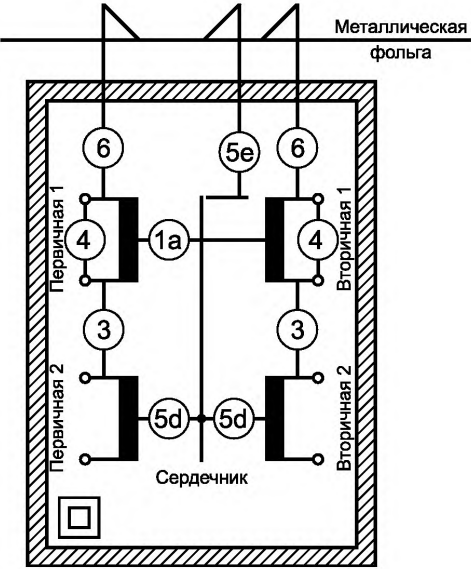 Металлическая
фольга
6
5e
6
Первичная 1
4
1a
4
Вторичная 1
3
3
Первичная 2
5d
5d
Вторичная 2
Сердечник